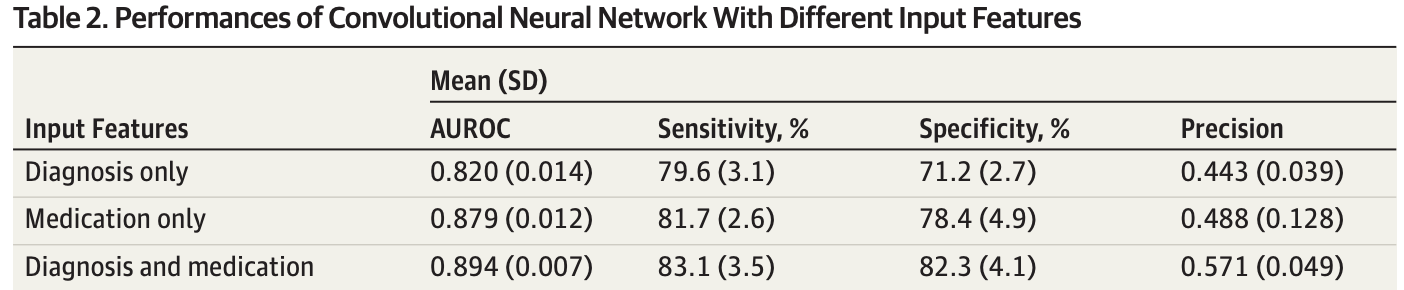 Table 2. Performances of Convolutional Neural Network With Different Input Features
Mean (SD)
Input Features AUROC Sensitivity, % Specificity, % Precision
Diagnosis only 0.820 (0.014) 79.6 (3.1) 71.2 (2.7) 0.443 (0.039)
Medication only 0.879 (0.012) 81.7 (2.6) 78.4 (4.9) 0.488 (0.128)
Diagnosis and medication 0.894 (0.007) 83.1 (3.5) 82.3 (4.1) 0.571 (0.049)